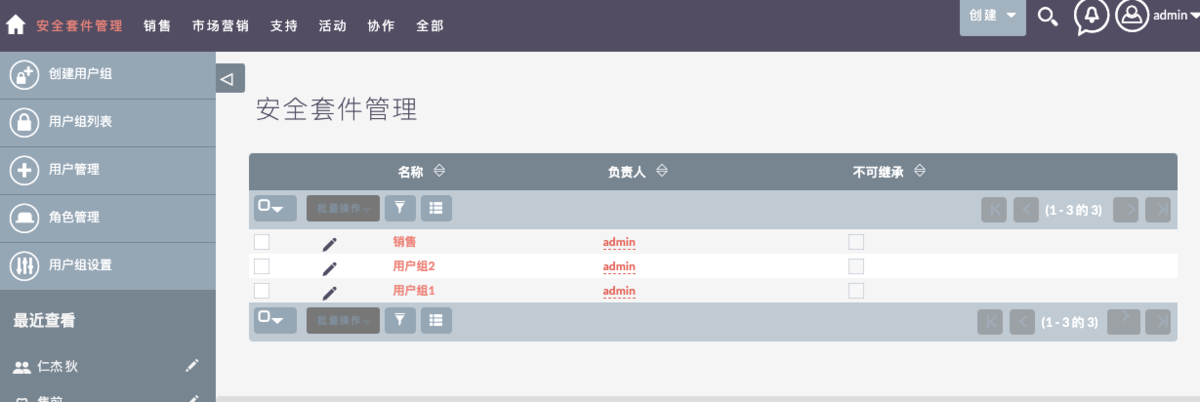 安全套件管理 销售 市场营销 支持 活动 协作 全部 创建 admin
创建用户组
用户组列表
用户管理
角色管理
用户组设置
最近查看
仁杰 狄
售前
安全套件管理
名称 负责人 不可继承
批量操作 (1 - 3 的 3)
销售 admin
用户组2 admin
用户组1 admin
批量操作 (1 - 3 的 3)